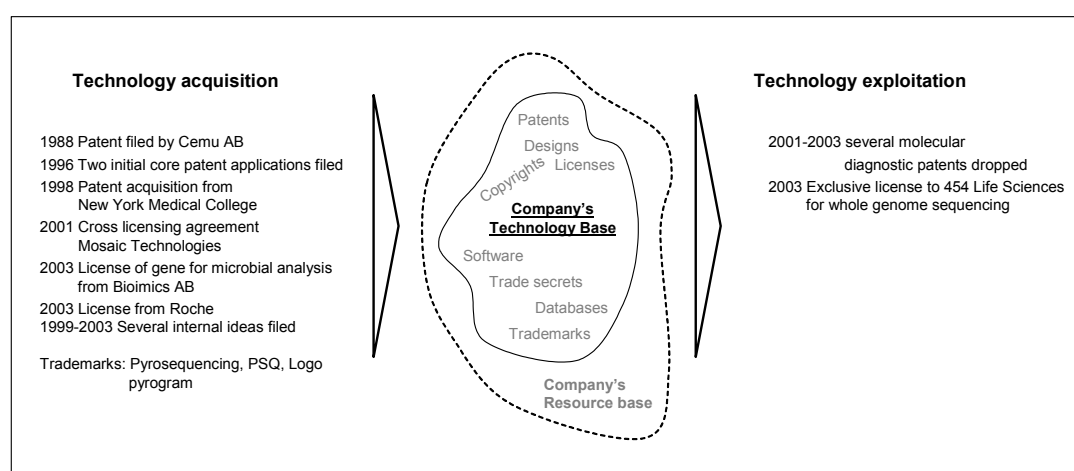 Technology acquisition
1988 Patent filed by Cemu AB
1996 Two initial core patent applications filed
1998 Patent acquisition from
New York Medical College
2001 Cross licensing agreement
Mosaic Technologies
2003 License of gene for microbial analysis
from Bioimics AB
2003 License from Roche
1999-2003 Several internal ideas filed
Trademarks: Pyrosequencing, PSQ, Logo
pyrogram
Patents
Designs
Licenses
Copyrights
Company’s
Technology Base
Software
Trade secrets
Databases
Trademarks
Company’s
Resource base
Technology exploitation
2001-2003 several molecular
diagnostic patents dropped
2003 Exclusive license to 454 Life Sciences
for whole genome sequencing